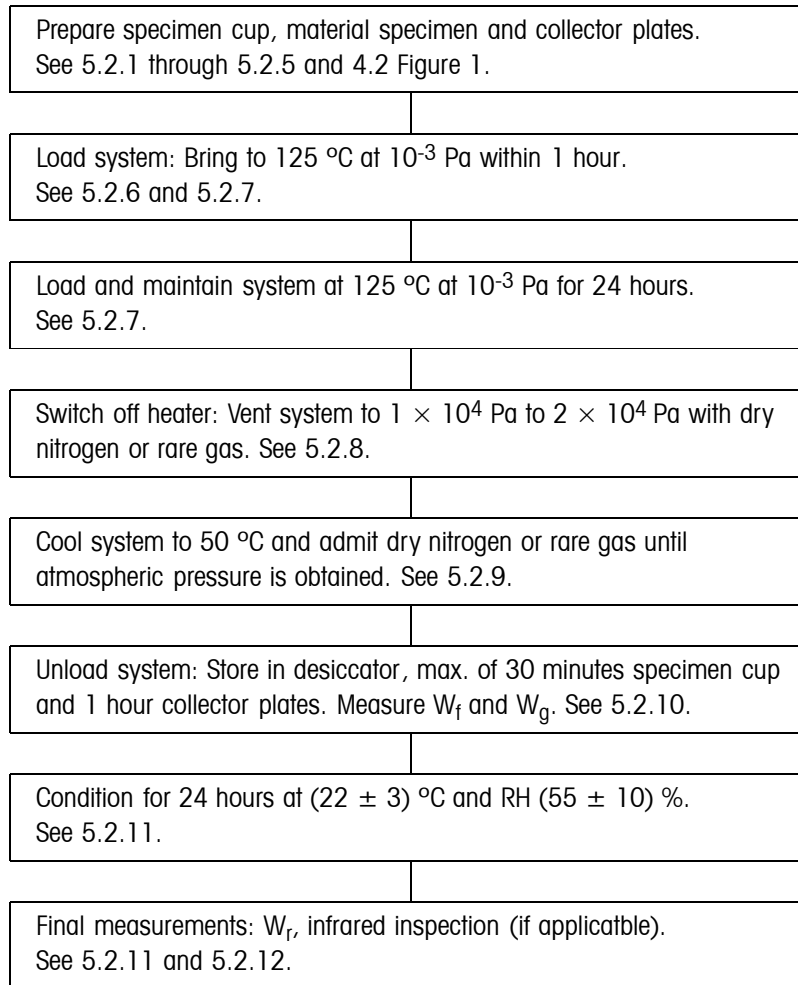 Prepare specimen cup, material specimen and collector plates.
See 5.2.1 through 5.2.5 and 4.2 Figure 1.
Load system: Bring to 125 ºC at 10⁻³ Pa within 1 hour.
See 5.2.6 and 5.2.7.
Load and maintain system at 125 ºC at 10⁻³ Pa for 24 hours.
See 5.2.7.
Switch off heater: Vent system to 1 × 10⁴ Pa to 2 × 10⁴ Pa with dry
nitrogen or rare gas. See 5.2.8.
Cool system to 50 ºC and admit dry nitrogen or rare gas until
atmospheric pressure is obtained. See 5.2.9.
Unload system: Store in desiccator, max. of 30 minutes specimen cup
and 1 hour collector plates. Measure Wf and Wg. See 5.2.10.
Condition for 24 hours at (22 ± 3) ºC and RH (55 ± 10) %.
See 5.2.11.
Final measurements: Wr, infrared inspection (if applicatble).
See 5.2.11 and 5.2.12.